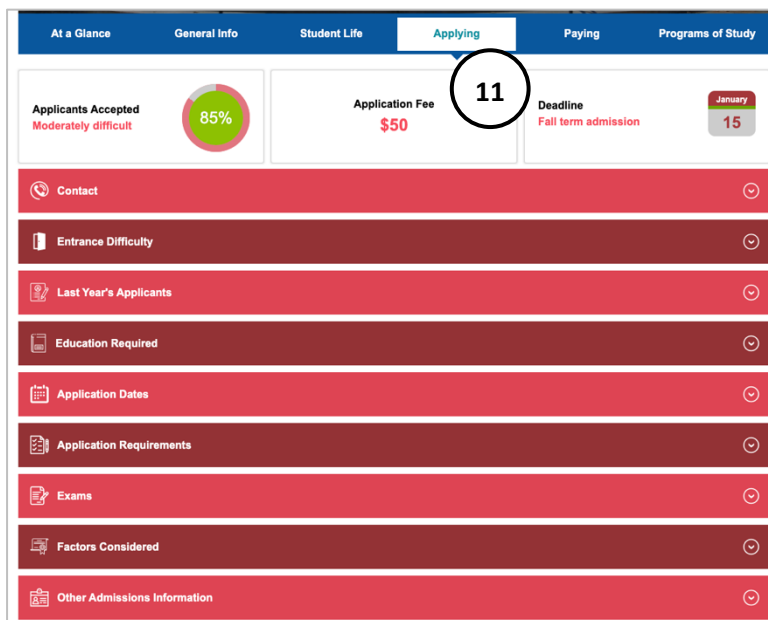 At a Glance General Info Student Life Applying Paying Programs of Study
11
Applicants Accepted
Moderately difficult
85%
Application Fee
$50
Deadline
Fall term admission
January
15
Contact
Entrance Difficulty
Last Year's Applicants
Education Required
Application Dates
Application Requirements
Exams
Factors Considered
Other Admissions Information